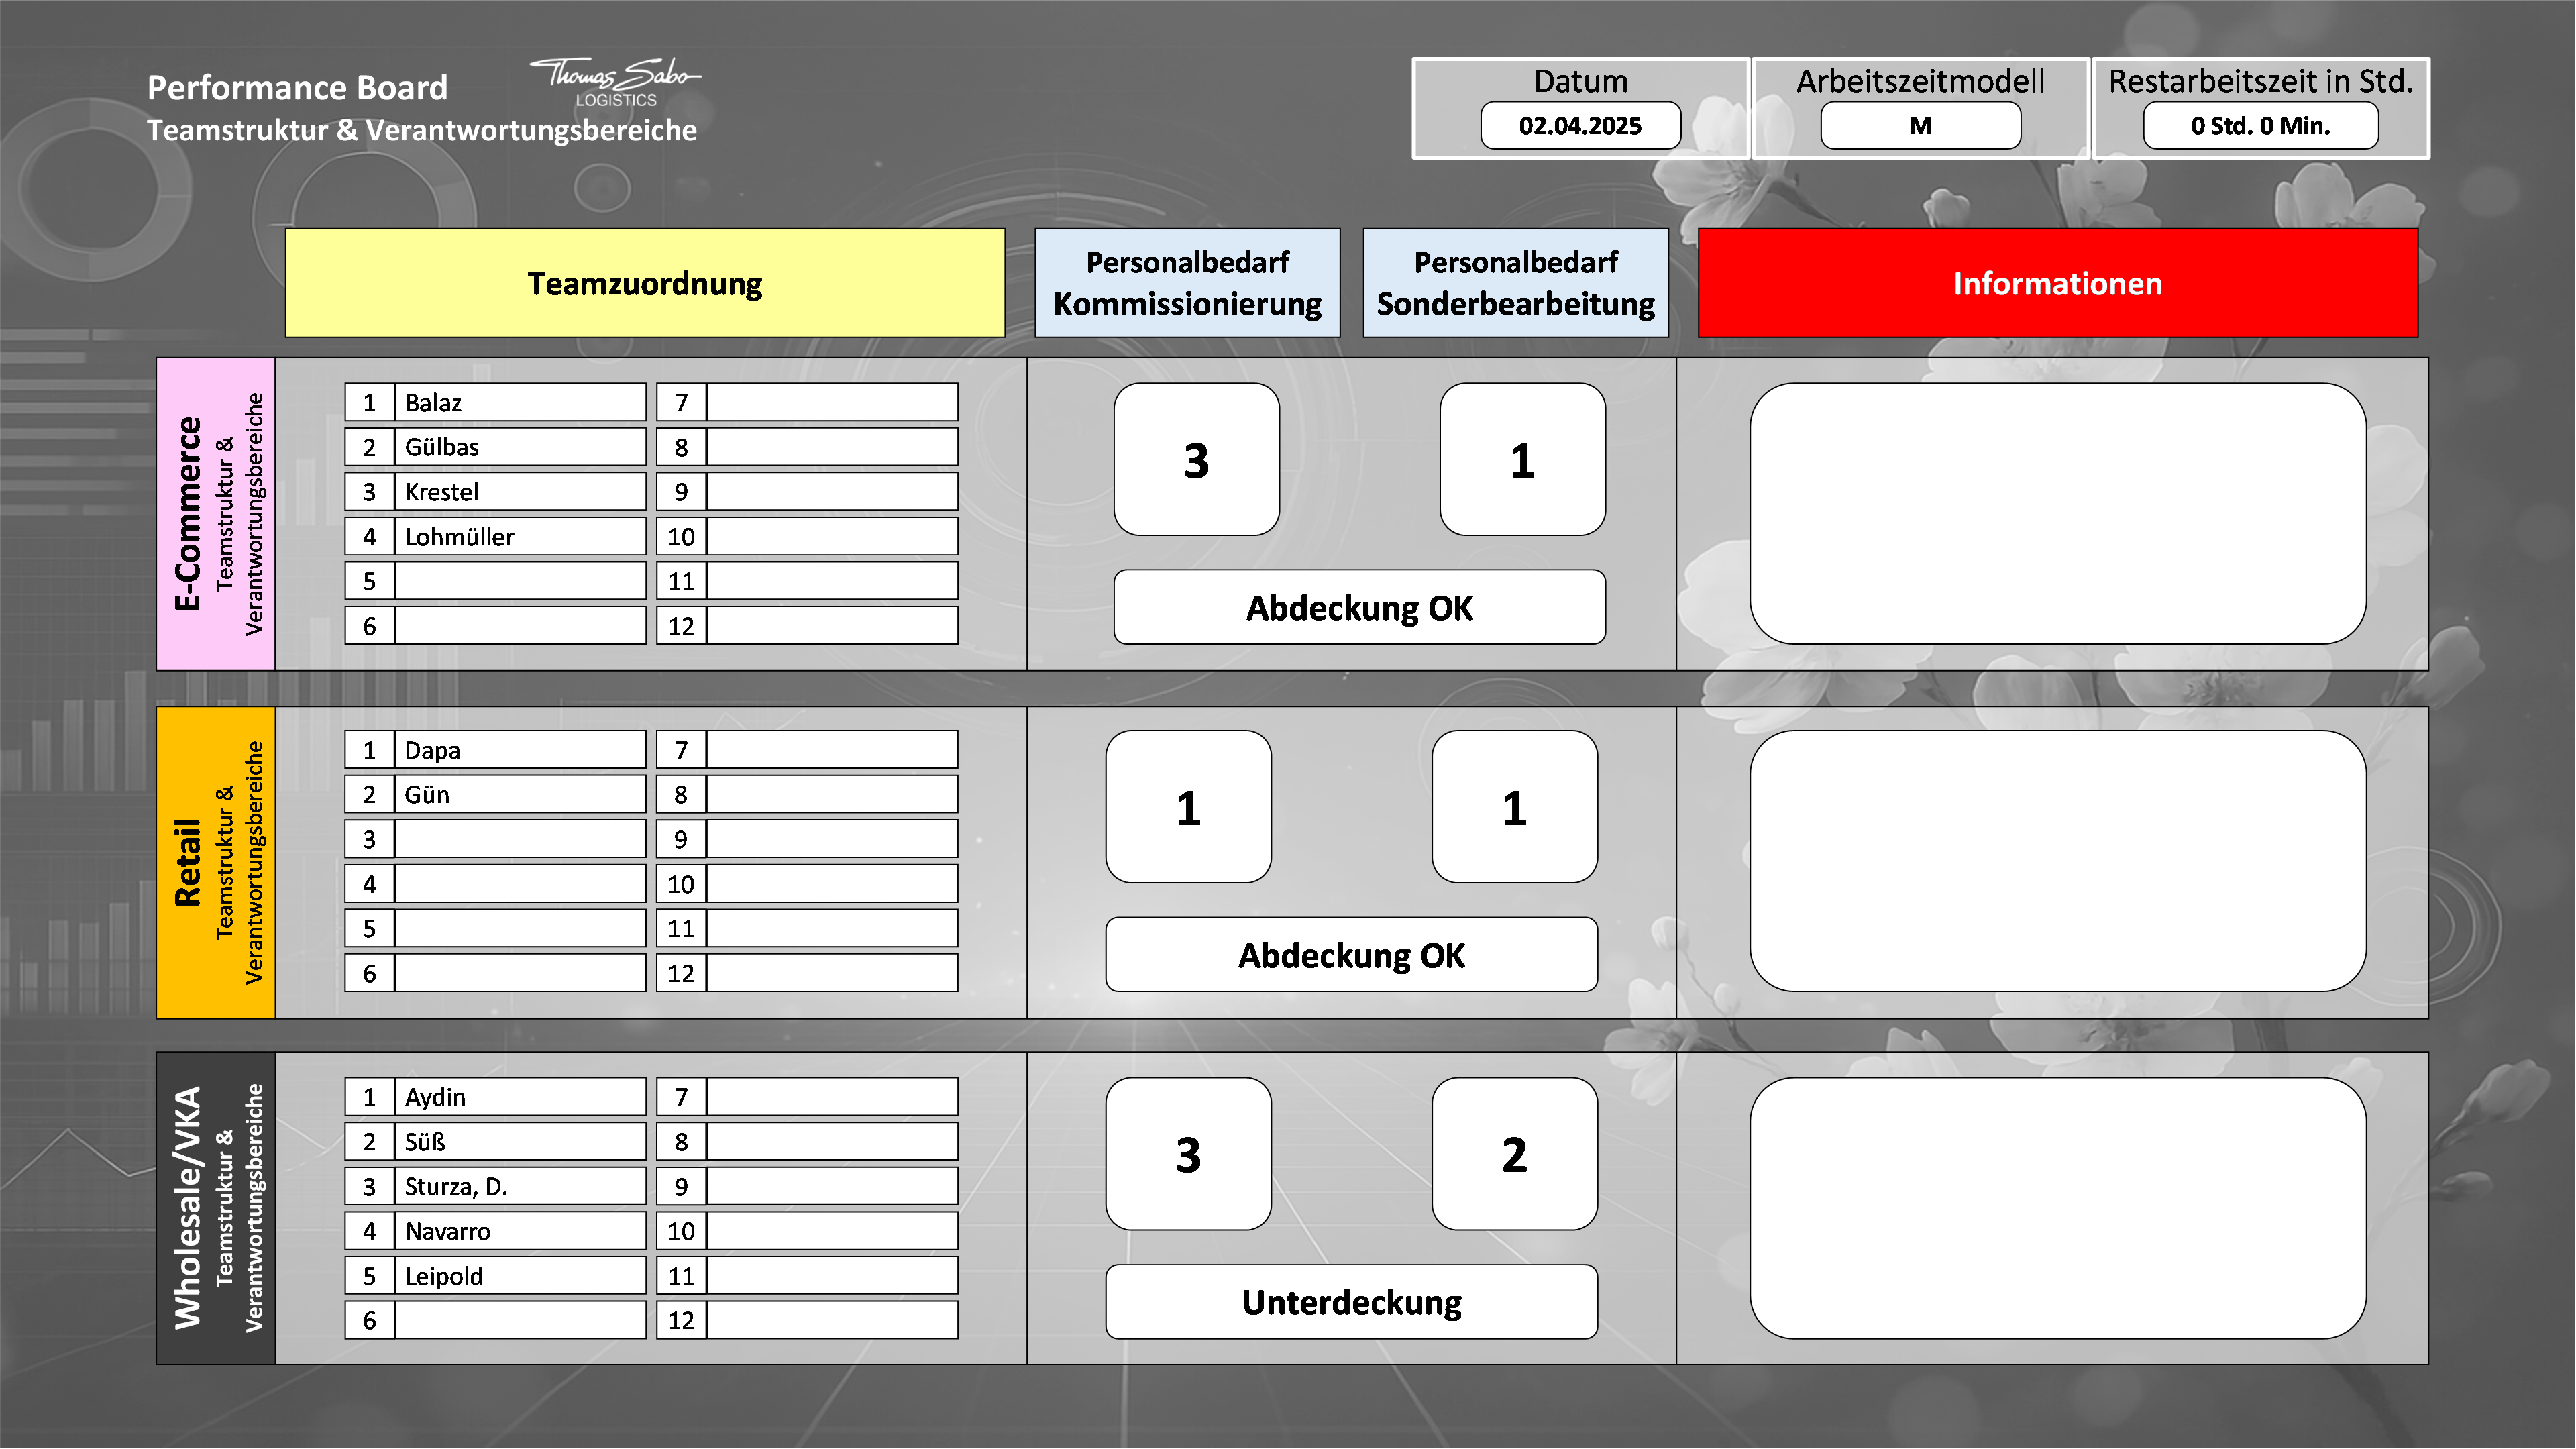 Performance Board
Thomas Sabo
LOGISTICS
Teamstruktur & Verantwortungsbereiche
Datum
02.04.2025
Arbeitszeitmodell
M
Restarbeitszeit in Std.
0 Std. 0 Min.
Teamzuordnung
Personalbedarf
Kommissionierung
Personalbedarf
Sonderbearbeitung
Informationen
E-Commerce
Teamstruktur &
Verantwortungsbereiche
1 Balaz
2 Gülbas
3 Krestel
4 Lohmüller
5
6
7
8
9
10
11
12
3
1
Abdeckung OK
Retail
Teamstruktur &
Verantwortungsbereiche
1 Dapa
2 Gün
3
4
5
6
7
8
9
10
11
12
1
1
Abdeckung OK
Wholesale/VKA
Teamstruktur &
Verantwortungsbereiche
1 Aydin
2 Süß
3 Sturza, D.
4 Navarro
5 Leipold
6
7
8
9
10
11
12
3
2
Unterdeckung